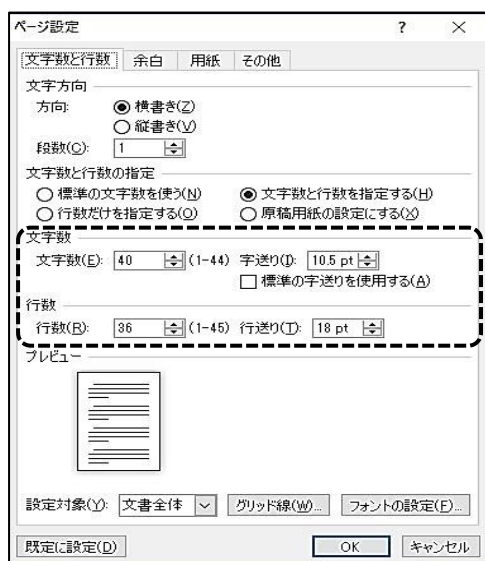 ページ設定 ? ×
文字数と行数 余白 用紙 その他
文字方向
方向: 横書き(Z)
縦書き(V)
段数(C): 1
文字数と行数の指定
標準の文字数を使う(N) 文字数と行数を指定する(H)
行数だけを指定する(O) 原稿用紙の設定にする(X)
文字数
文字数(E): 40 (1-44) 字送り(I): 10.5 pt
標準の字送りを使用する(A)
行数
行数(R): 36 (1-45) 行送り(T): 18 pt
プレビュー
設定対象(Y): 文書全体 グリッド線(W)... フォントの設定(F)...
既定に設定(D) OK キャンセル